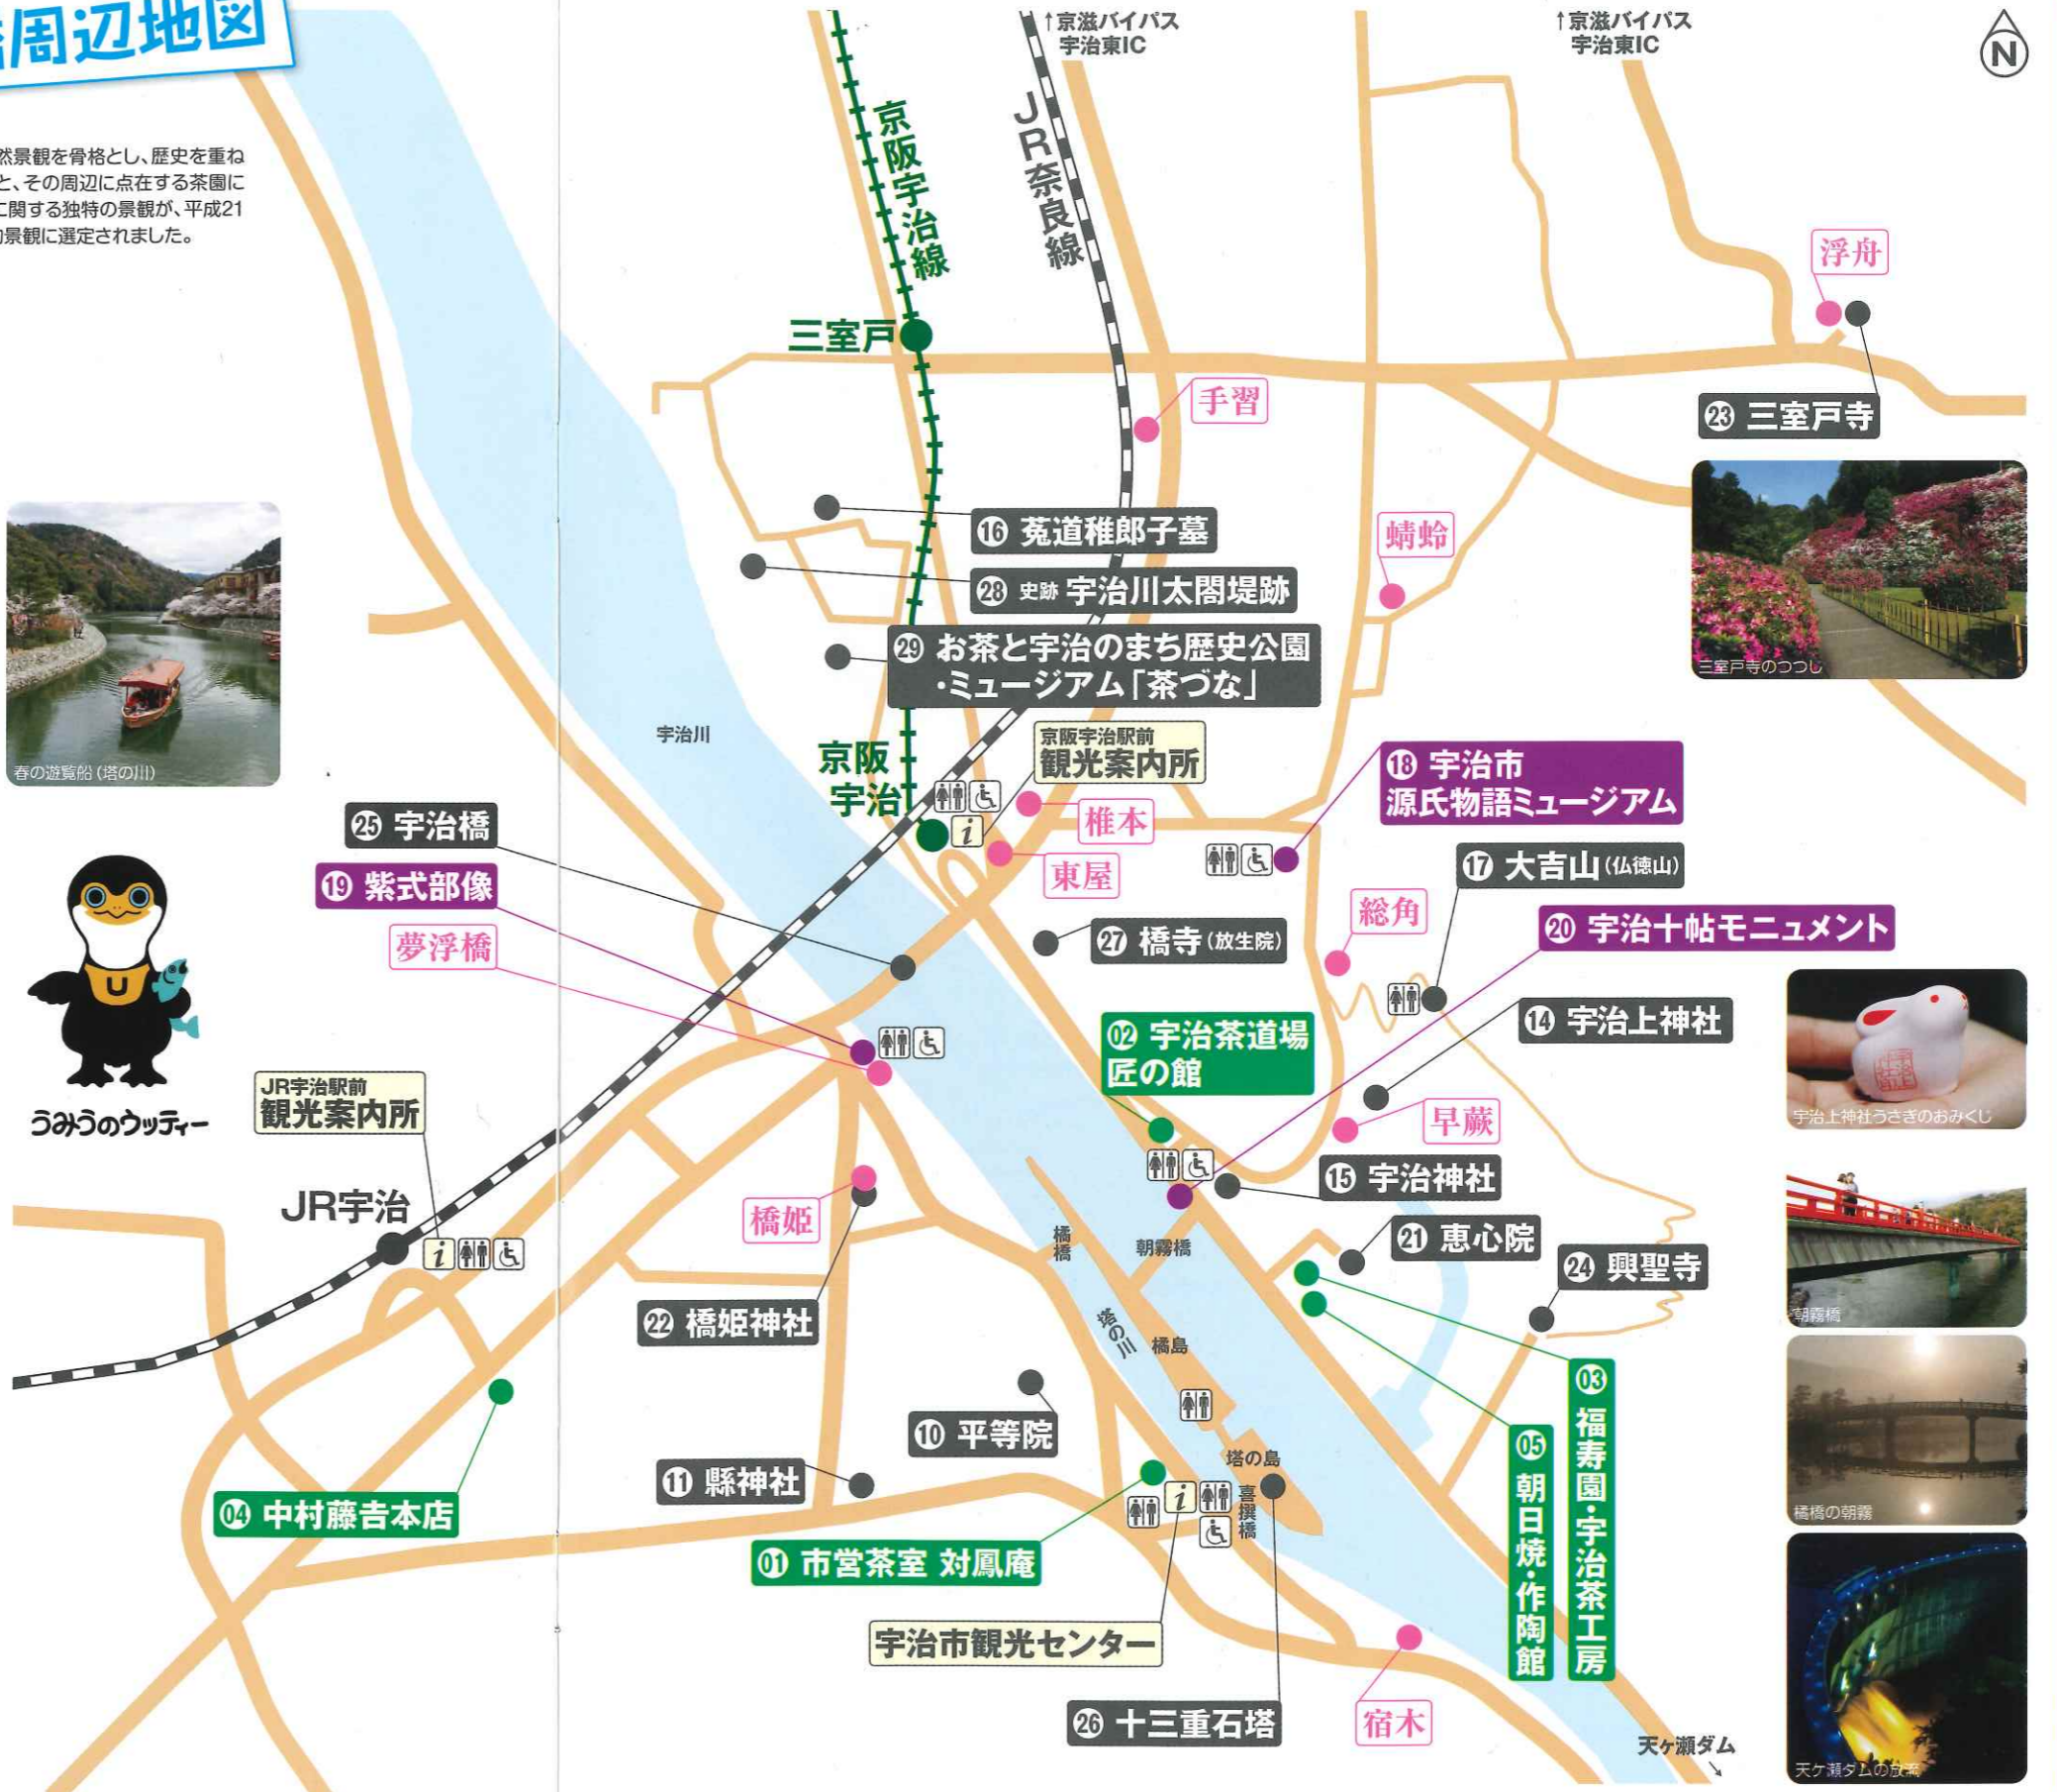 周辺地図
然景観を骨格とし、歴史を重ね
と、その周辺に点在する茶園に
に関する独特の景観が、平成21
景観に選定されました。
↑京滋バイパス
宇治東IC
↑京滋バイパス
宇治東IC
N
京阪宇治線
JR奈良線
浮舟
三室戸
手習
㉓ 三室戸寺
⑯ 菟道稚郎子墓
蜻蛉
㉘ 史跡 宇治川太閤堤跡
㉙ お茶と宇治のまち歴史公園
・ミュージアム「茶づな」
三室戸寺のつつじ
宇治川
春の遊覧船(塔の川)
京阪宇治駅前
観光案内所
京阪
宇治
i
⑱ 宇治市
源氏物語ミュージアム
㉕ 宇治橋
椎本
東屋
⑰ 大吉山(仏徳山)
⑲ 紫式部像
総角
⑳ 宇治十帖モニュメント
夢浮橋
㉗ 橋寺(放生院)
U
02 宇治茶道場
匠の館
⑭ 宇治上神社
うみうのウッティー
JR宇治駅前
観光案内所
早蕨
宇治上神社うさぎのおみくじ
⑮ 宇治神社
JR宇治
i
橋姫
橘橋
朝霧橋
㉑ 恵心院
㉔ 興聖寺
㉒ 橋姫神社
塔の川
橘島
朝霧橋
03 福寿園・宇治茶工房
05 朝日焼・作陶館
⑩ 平等院
塔の島
⑪ 縣神社
i
喜撰橋
04 中村藤𠮷本店
橘橋の朝霧
01 市営茶室 対鳳庵
宇治市観光センター
㉖ 十三重石塔
宿木
天ヶ瀬ダム
↘
天ケ瀬ダムの放流